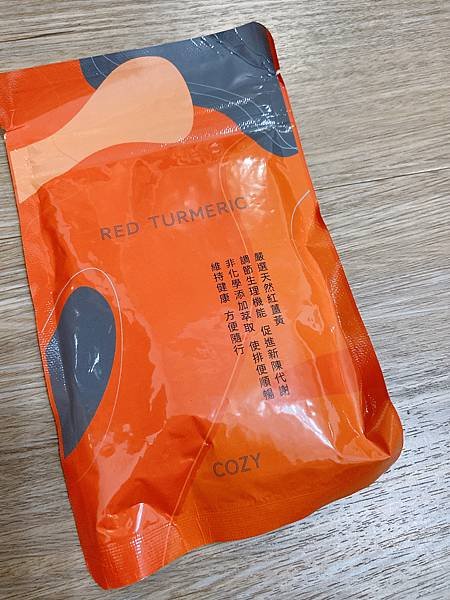 RED TURMERIC+
嚴選天然紅薑黃 促進新陳代謝
調節生理機能 使排便順暢
非化學添加萃取
維持健康 方便隨行
COZY